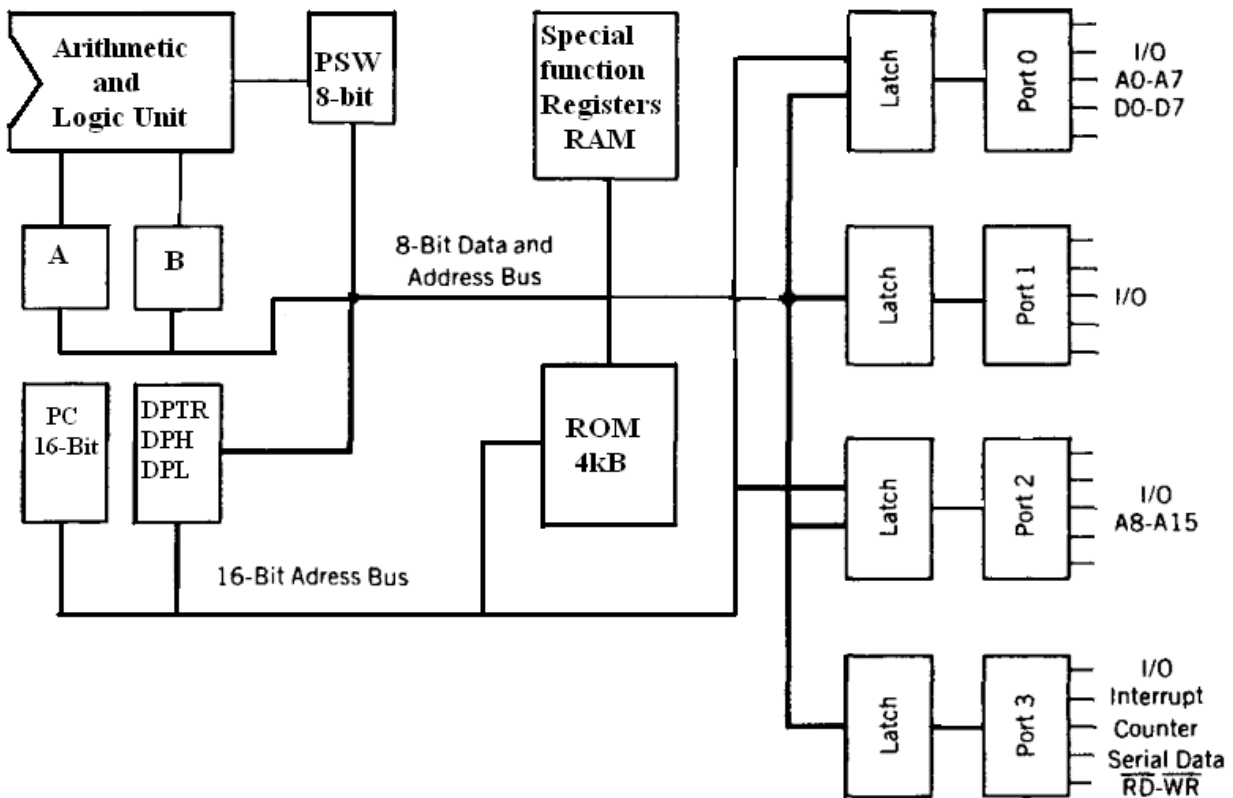 Arithmetic
and
Logic Unit
PSW
8-bit
Special
function
Registers
RAM
Latch
Port 0
I/O
A0-A7
D0-D7
A
B
8-Bit Data and
Address Bus
Latch
Port 1
I/O
PC
16-Bit
DPTR
DPH
DPL
ROM
4kB
Latch
Port 2
I/O
A8-A15
16-Bit Adress Bus
Latch
Port 3
I/O
Interrupt
Counter
Serial Data
R̅D̅-W̅R̅